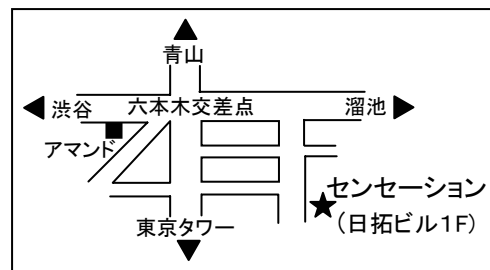 青山
渋谷
六本木交差点
溜池
アマンド
センセーション
(日拓ビル1F)
東京タワー